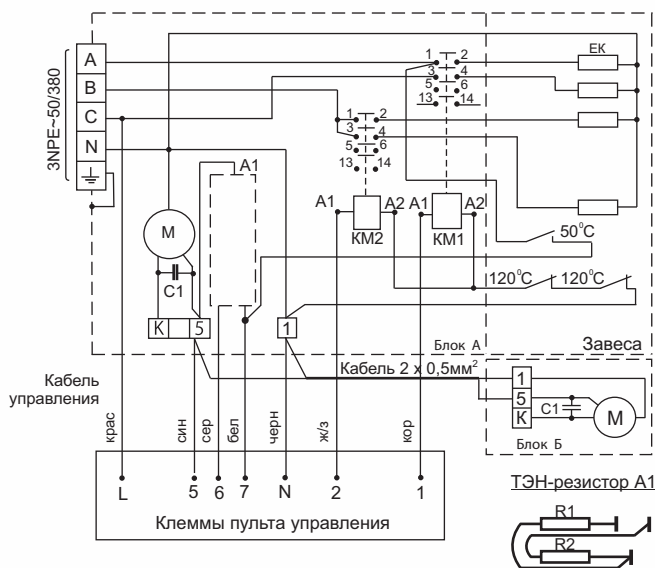 3NPE~50/380
A
B
C
N
1 2
3 4
5 6
13 14
EK
1 2
3 4
5 6
13 14
A1
A1 A2
KM2
A1 A2
KM1
50⁰C
120⁰C 120⁰C
M
C1
K 5
1
Блок А
Завеса
Кабель 2 x 0,5мм²
1
5
K
C1
M
Блок Б
Кабель
управления
крас
син
сер
бел
черн
ж/з
кор
L 5 6 7 N 2 1
Клеммы пульта управления
ТЭН-резистор А1
R1
R2